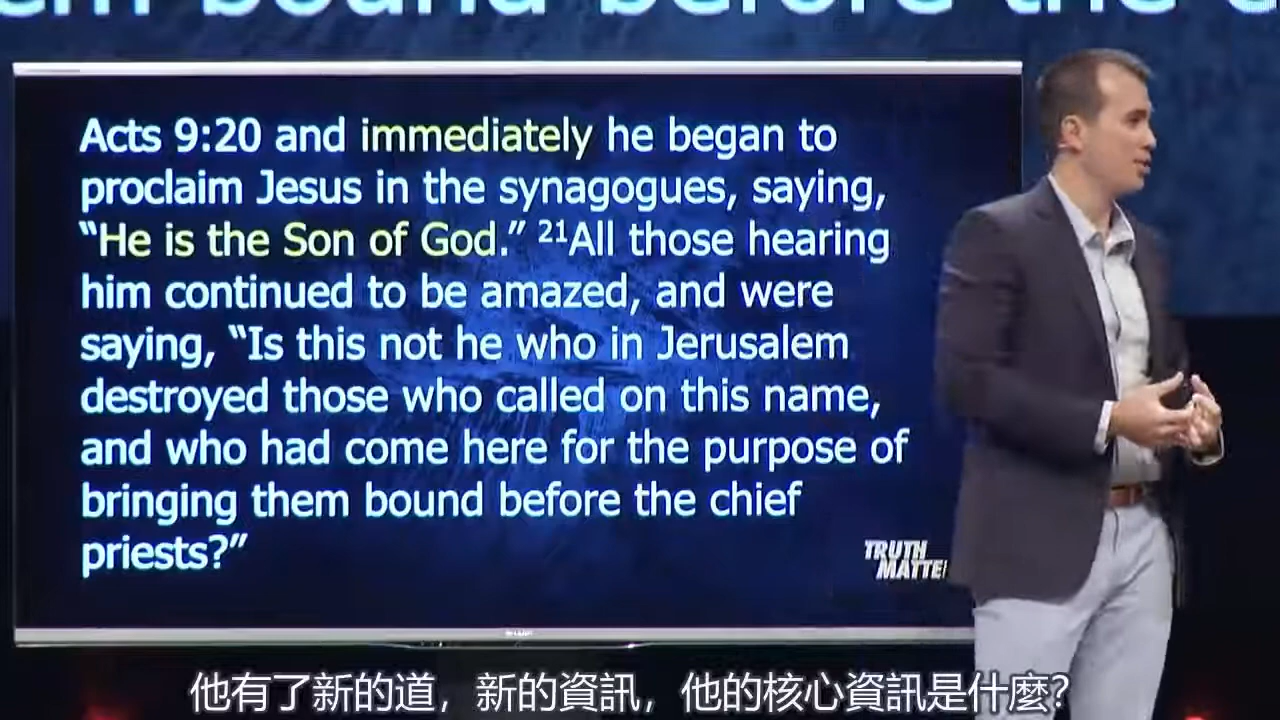 bound before the
Acts 9:20 and immediately he began to
proclaim Jesus in the synagogues, saying,
“He is the Son of God.” ²¹All those hearing
him continued to be amazed, and were
saying, “Is this not he who in Jerusalem
destroyed those who called on this name,
and who had come here for the purpose of
bringing them bound before the chief
priests?”
TRUTH
MATTE
他有了新的道，新的資訊，他的核心資訊是什麼？